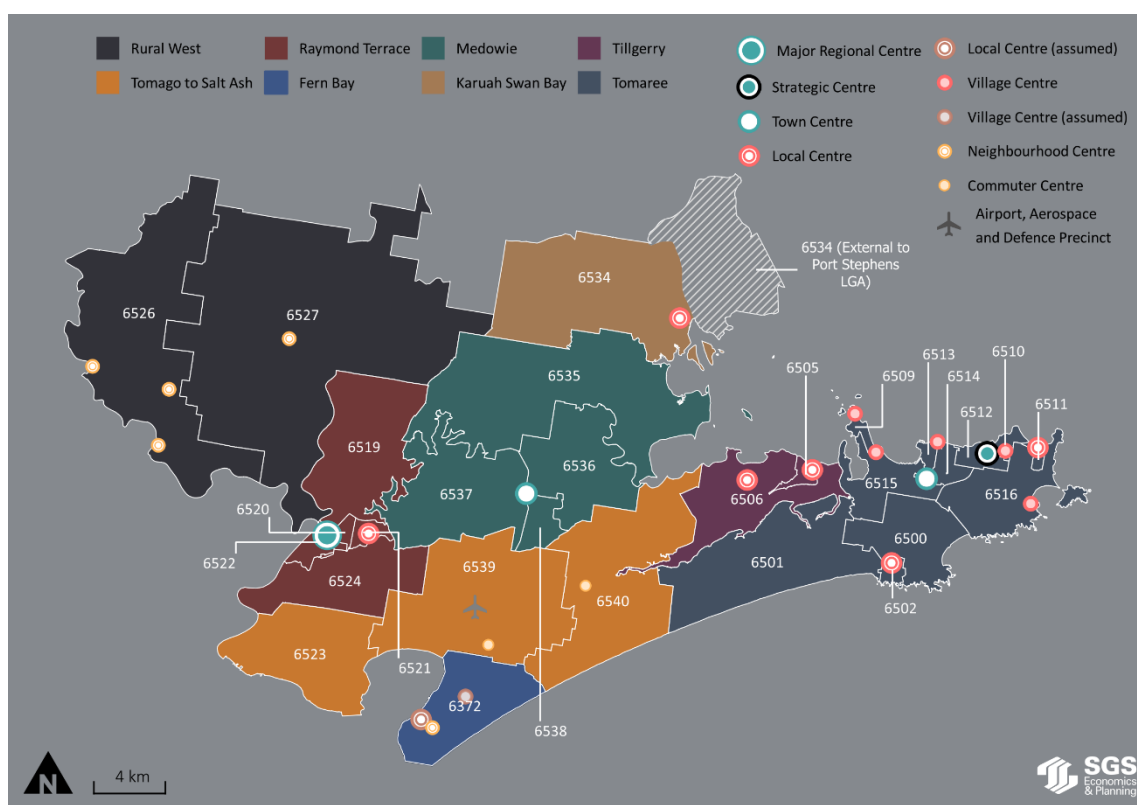 Rural West
Raymond Terrace
Medowie
Tillgerry
Tomago to Salt Ash
Fern Bay
Karuah Swan Bay
Tomaree
Major Regional Centre
Strategic Centre
Town Centre
Local Centre
Local Centre (assumed)
Village Centre
Village Centre (assumed)
Neighbourhood Centre
Commuter Centre
Airport, Aerospace
and Defence Precinct
6534 (External to
Port Stephens
LGA)
6534
6526
6527
6535
6513
6510
6505
6509
6514
6512
6511
6519
6536
6537
6506
6515
6516
6520
6522
6539
6500
6501
6524
6540
6502
6523
6521
6372
6538
N
4 km
SGS
Economics
& Planning